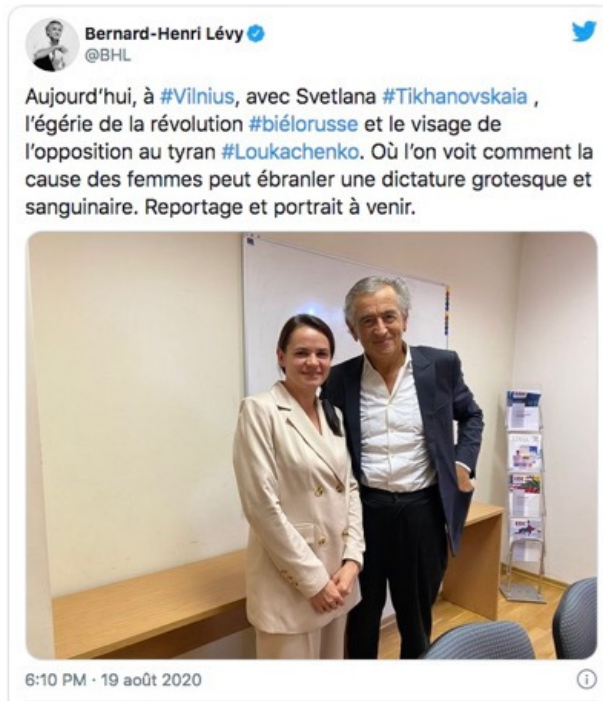 Bernard-Henri Lévy
@BHL
Aujourd'hui, à #Vilnius, avec Svetlana #Tikhanovskaia ,
l'égérie de la révolution #biélorusse et le visage de
l'opposition au tyran #Loukachenko. Où l'on voit comment la
cause des femmes peut ébranler une dictature grotesque et
sanguinaire. Reportage et portrait à venir.
6:10 PM · 19 août 2020